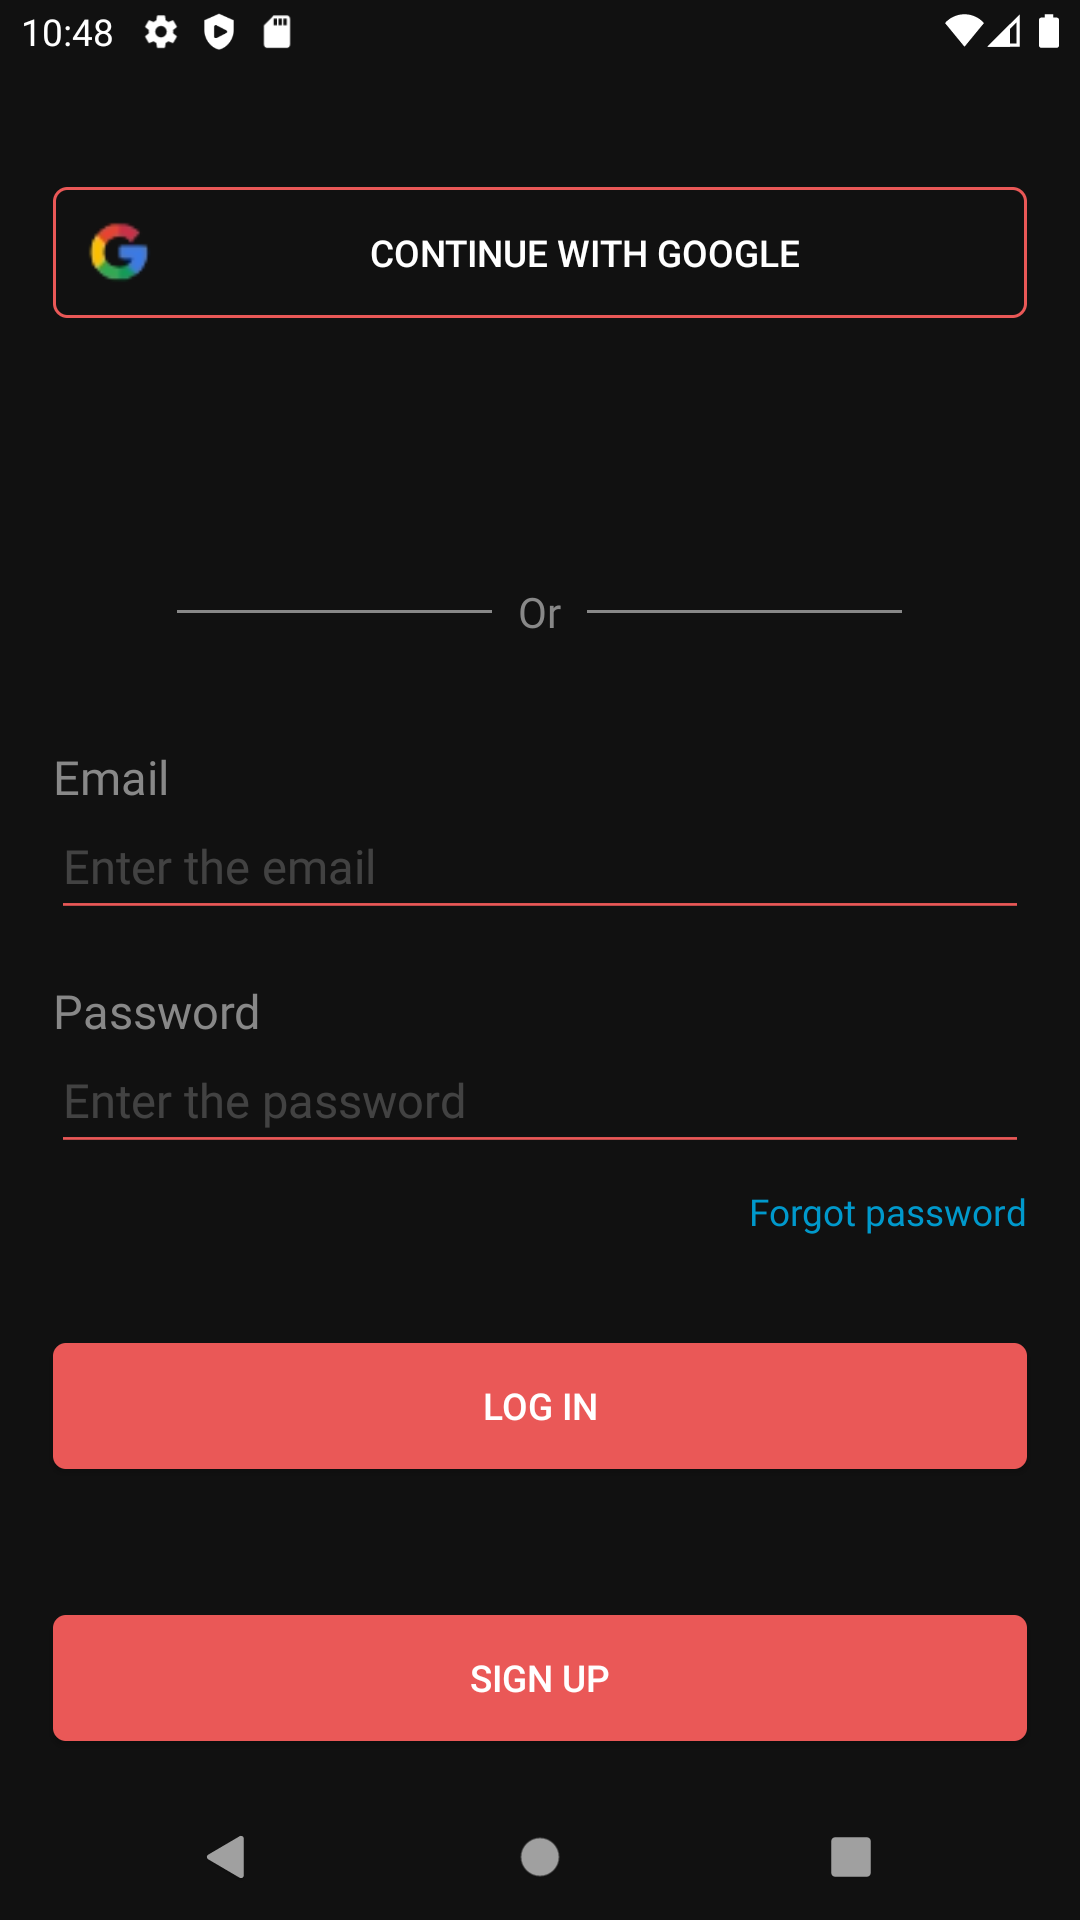 10:48
CONTINUE WITH GOOGLE
Or
Email
Enter the email
Password
Enter the password
Forgot password
LOG IN
SIGN UP